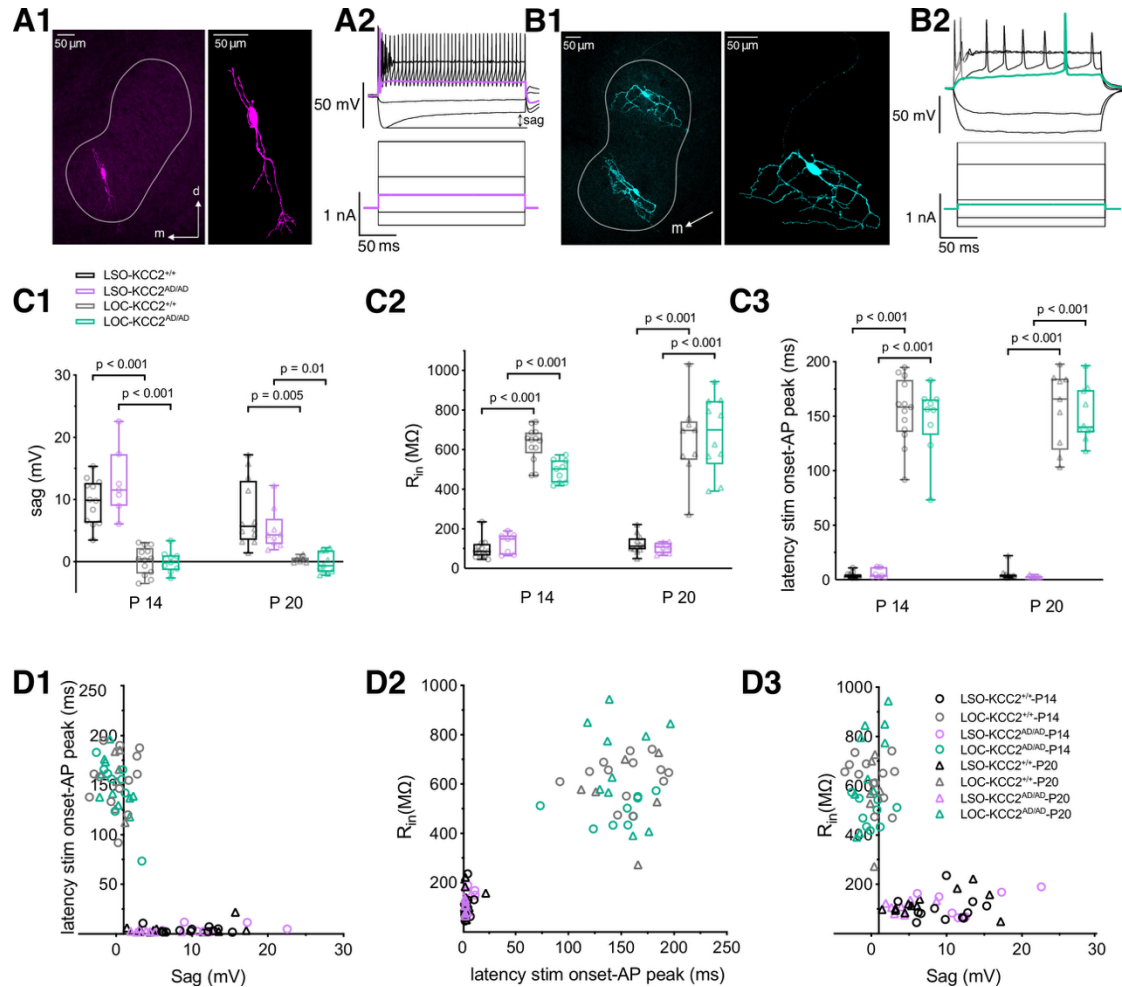 A1
50 µm
50 µm
d
m
A2
50 mV
sag
1 nA
50 ms
B1
50 µm
50 µm
m
B2
50 mV
1 nA
50 ms
C1
LSO-KCC2+/+
LSO-KCC2AD/AD
LOC-KCC2+/+
LOC-KCC2AD/AD
p < 0.001
p < 0.001
p = 0.01
p = 0.005
30
20
10
0
sag (mV)
P 14
P 20
C2
p < 0.001
p < 0.001
p < 0.001
p < 0.001
1000
800
600
400
200
100
0
Rin (MΩ)
P 14
P 20
C3
p < 0.001
p < 0.001
p < 0.001
p < 0.001
200
150
100
50
0
latency stim onset-AP peak (ms)
P 14
P 20
D1
250
200
150
100
50
latency stim onset-AP peak (ms)
0
10
20
30
Sag (mV)
D2
1000
800
600
400
200
Rin(MΩ)
0
50
100
150
200
250
latency stim onset-AP peak (ms)
D3
1000
800
600
400
200
Rin(MΩ)
0
10
20
30
Sag (mV)
LSO-KCC2+/+-P14
LOC-KCC2+/+-P14
LSO-KCC2AD/AD-P14
LOC-KCC2AD/AD-P14
LSO-KCC2+/+-P20
LOC-KCC2+/+-P20
LSO-KCC2AD/AD-P20
LOC-KCC2AD/AD-P20